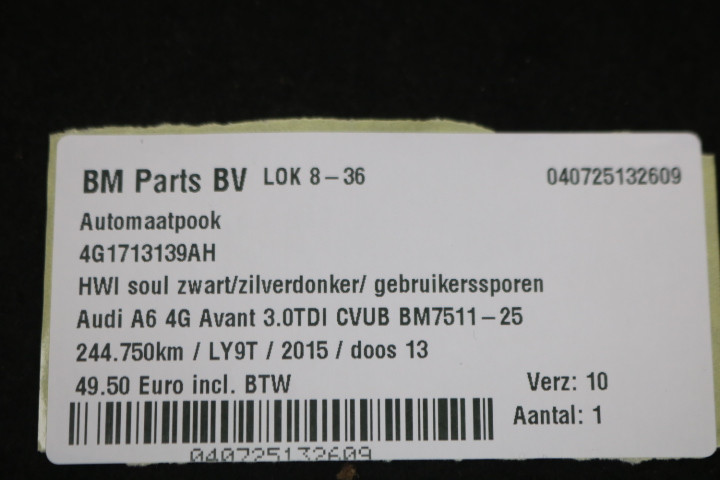 BM Parts BV LOK 8-36 040725132609
Automaatpook
4G1713139AH
HWI soul zwart/zilverdonker/ gebruikerssporen
Audi A6 4G Avant 3.0TDI CVUB BM7511-25
244.750km / LY9T / 2015 / doos 13
49.50 Euro incl. BTW Verz: 10
Aantal: 1
040725132609